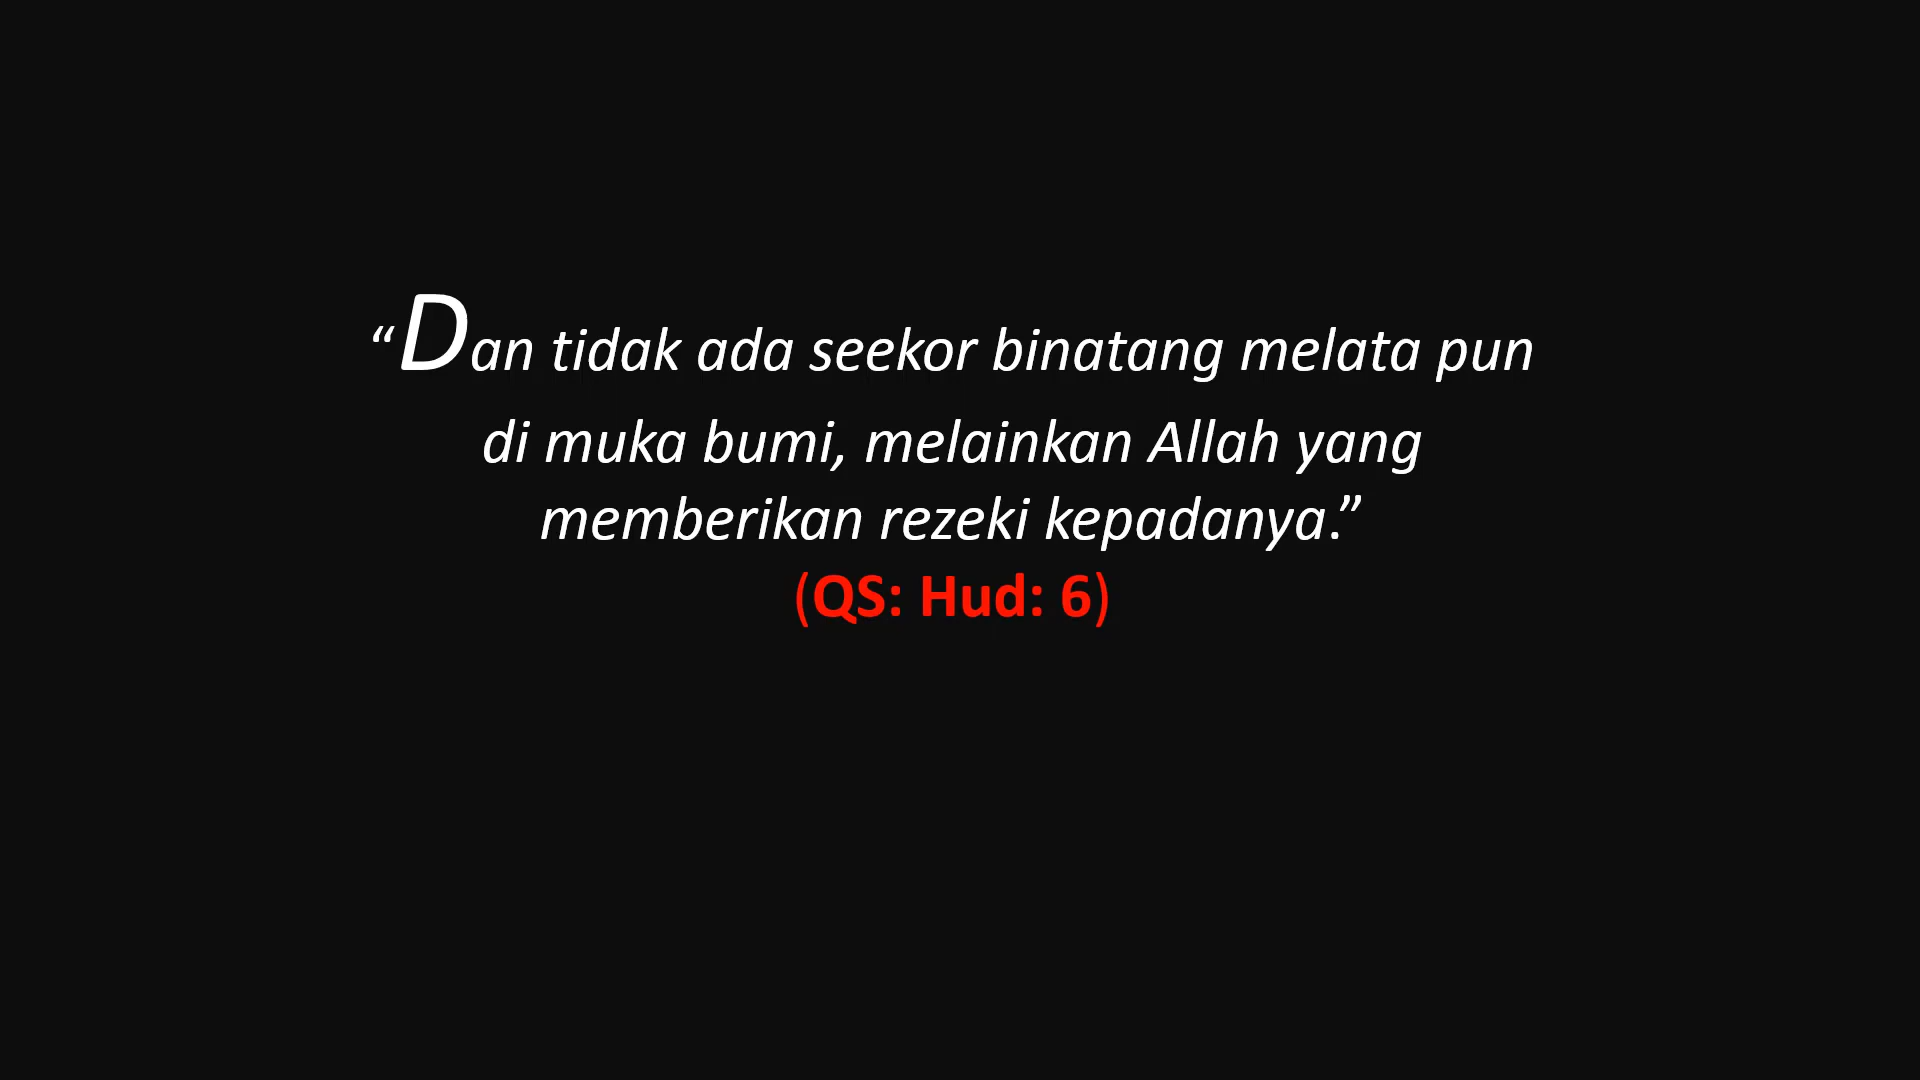 “Dan tidak ada seekor binatang melata pun
di muka bumi, melainkan Allah yang
memberikan rezeki kepadanya.”
(QS: Hud: 6)